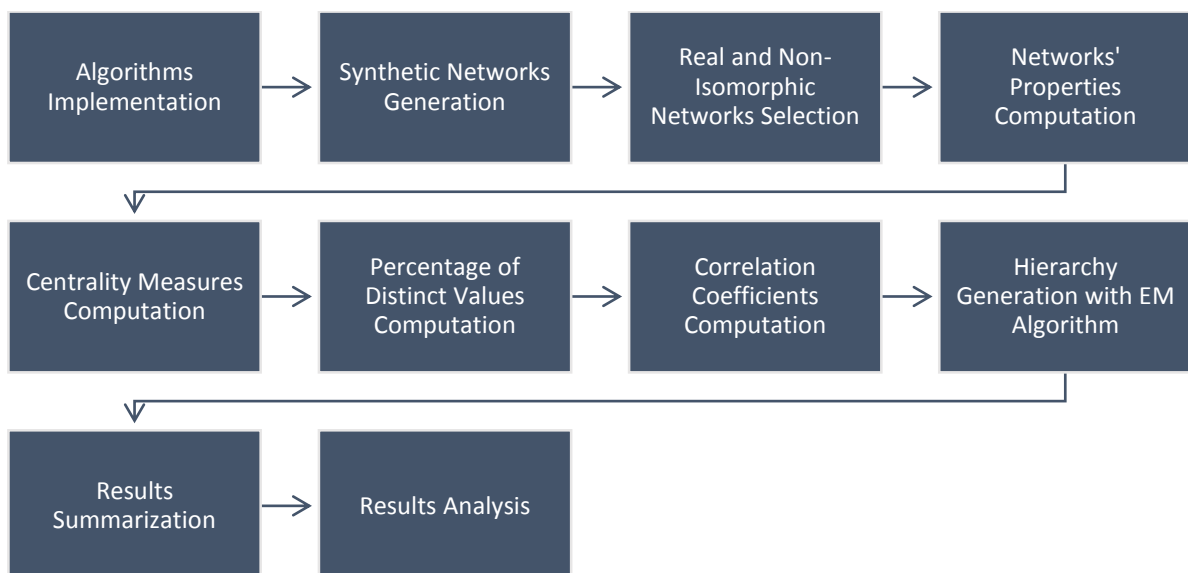 Algorithms
Implementation
Synthetic Networks
Generation
Real and Non-
Isomorphic
Networks Selection
Networks'
Properties
Computation
Centrality Measures
Computation
Percentage of
Distinct Values
Computation
Correlation
Coefficients
Computation
Hierarchy
Generation with EM
Algorithm
Results
Summarization
Results Analysis